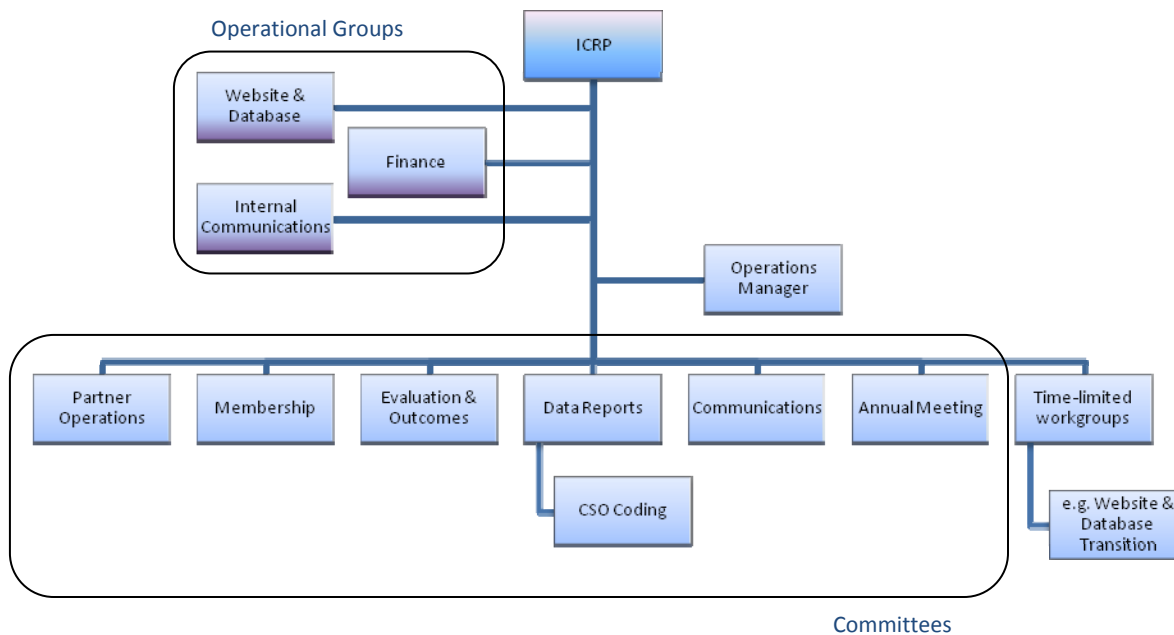 Operational Groups
ICRP
Website &
Database
Finance
Internal
Communications
Operations
Manager
Partner
Operations
Membership
Evaluation &
Outcomes
Data Reports
Communications
Annual Meeting
Time-limited
workgroups
CSO Coding
e.g. Website &
Database
Transition
Committees